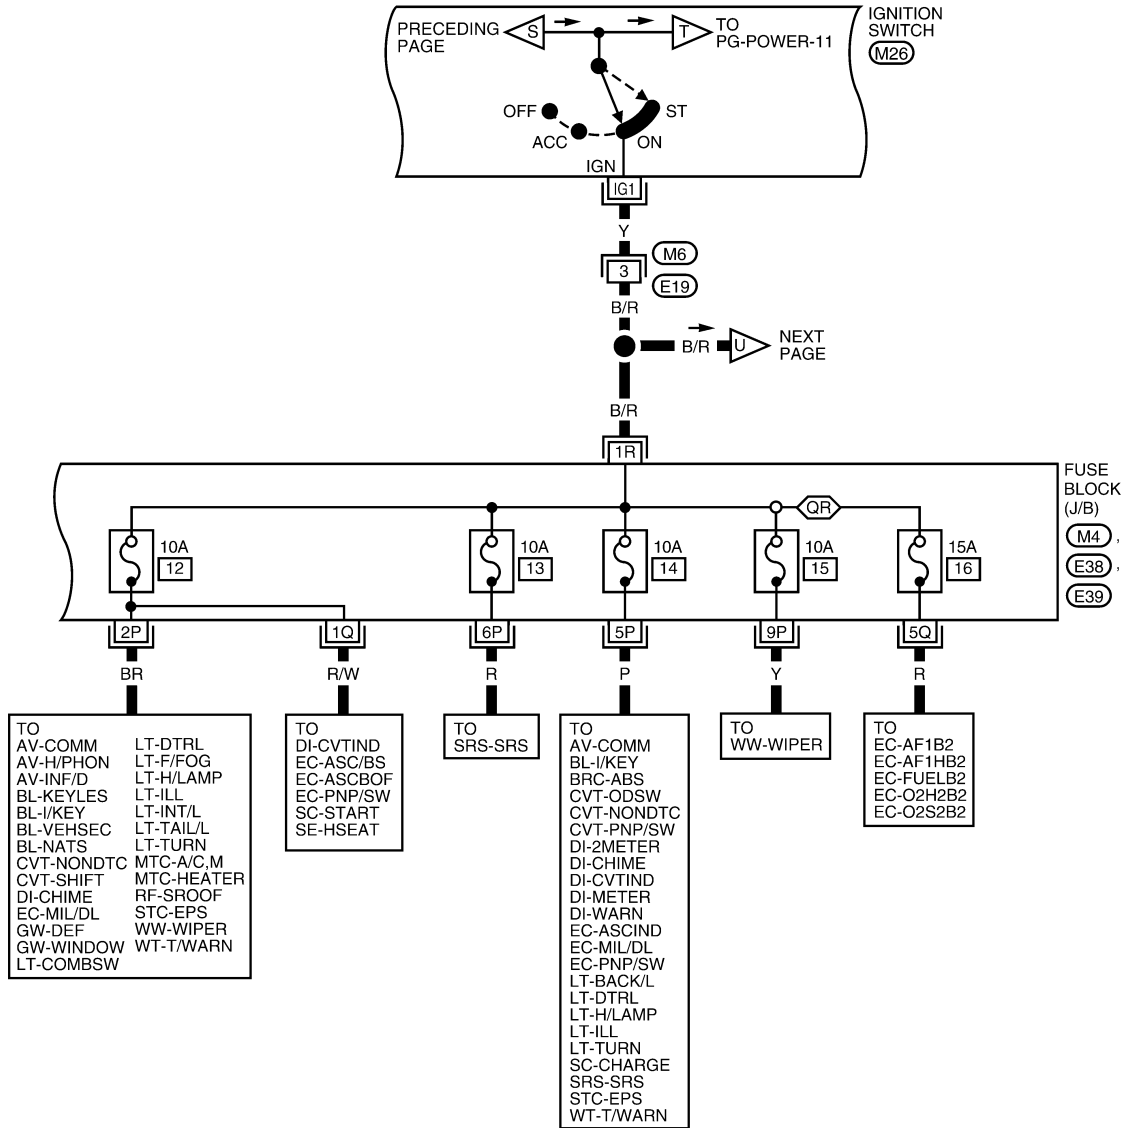 PRECEDING
PAGE
S
T
TO
PG-POWER-11
IGNITION
SWITCH
M26
OFF
ACC
ST
ON
IGN
IG1
Y
M6
3
E19
B/R
B/R
U
NEXT
PAGE
B/R
1R
FUSE
BLOCK
(J/B)
M4 ,
E38 ,
E39
QR
10A
12
10A
13
10A
14
10A
15
15A
16
2P
1Q
6P
5P
9P
5Q
BR
R/W
R
P
Y
R
TO
AV-COMM
AV-H/PHON
AV-INF/D
BL-KEYLES
BL-I/KEY
BL-VEHSEC
BL-NATS
CVT-NONDTC
CVT-SHIFT
DI-CHIME
EC-MIL/DL
GW-DEF
GW-WINDOW
LT-COMBSW
LT-DTRL
LT-F/FOG
LT-H/LAMP
LT-ILL
LT-INT/L
LT-TAIL/L
LT-TURN
MTC-A/C,M
MTC-HEATER
RF-SROOF
STC-EPS
WW-WIPER
WT-T/WARN
TO
DI-CVTIND
EC-ASC/BS
EC-ASCBOF
EC-PNP/SW
SC-START
SE-HSEAT
TO
SRS-SRS
TO
AV-COMM
BL-I/KEY
BRC-ABS
CVT-ODSW
CVT-NONDTC
CVT-PNP/SW
DI-2METER
DI-CHIME
DI-CVTIND
DI-METER
DI-WARN
EC-ASCIND
EC-MIL/DL
EC-PNP/SW
LT-BACK/L
LT-DTRL
LT-H/LAMP
LT-ILL
LT-TURN
SC-CHARGE
SRS-SRS
STC-EPS
WT-T/WARN
TO
WW-WIPER
TO
EC-AF1B2
EC-AF1HB2
EC-FUELB2
EC-O2H2B2
EC-O2S2B2